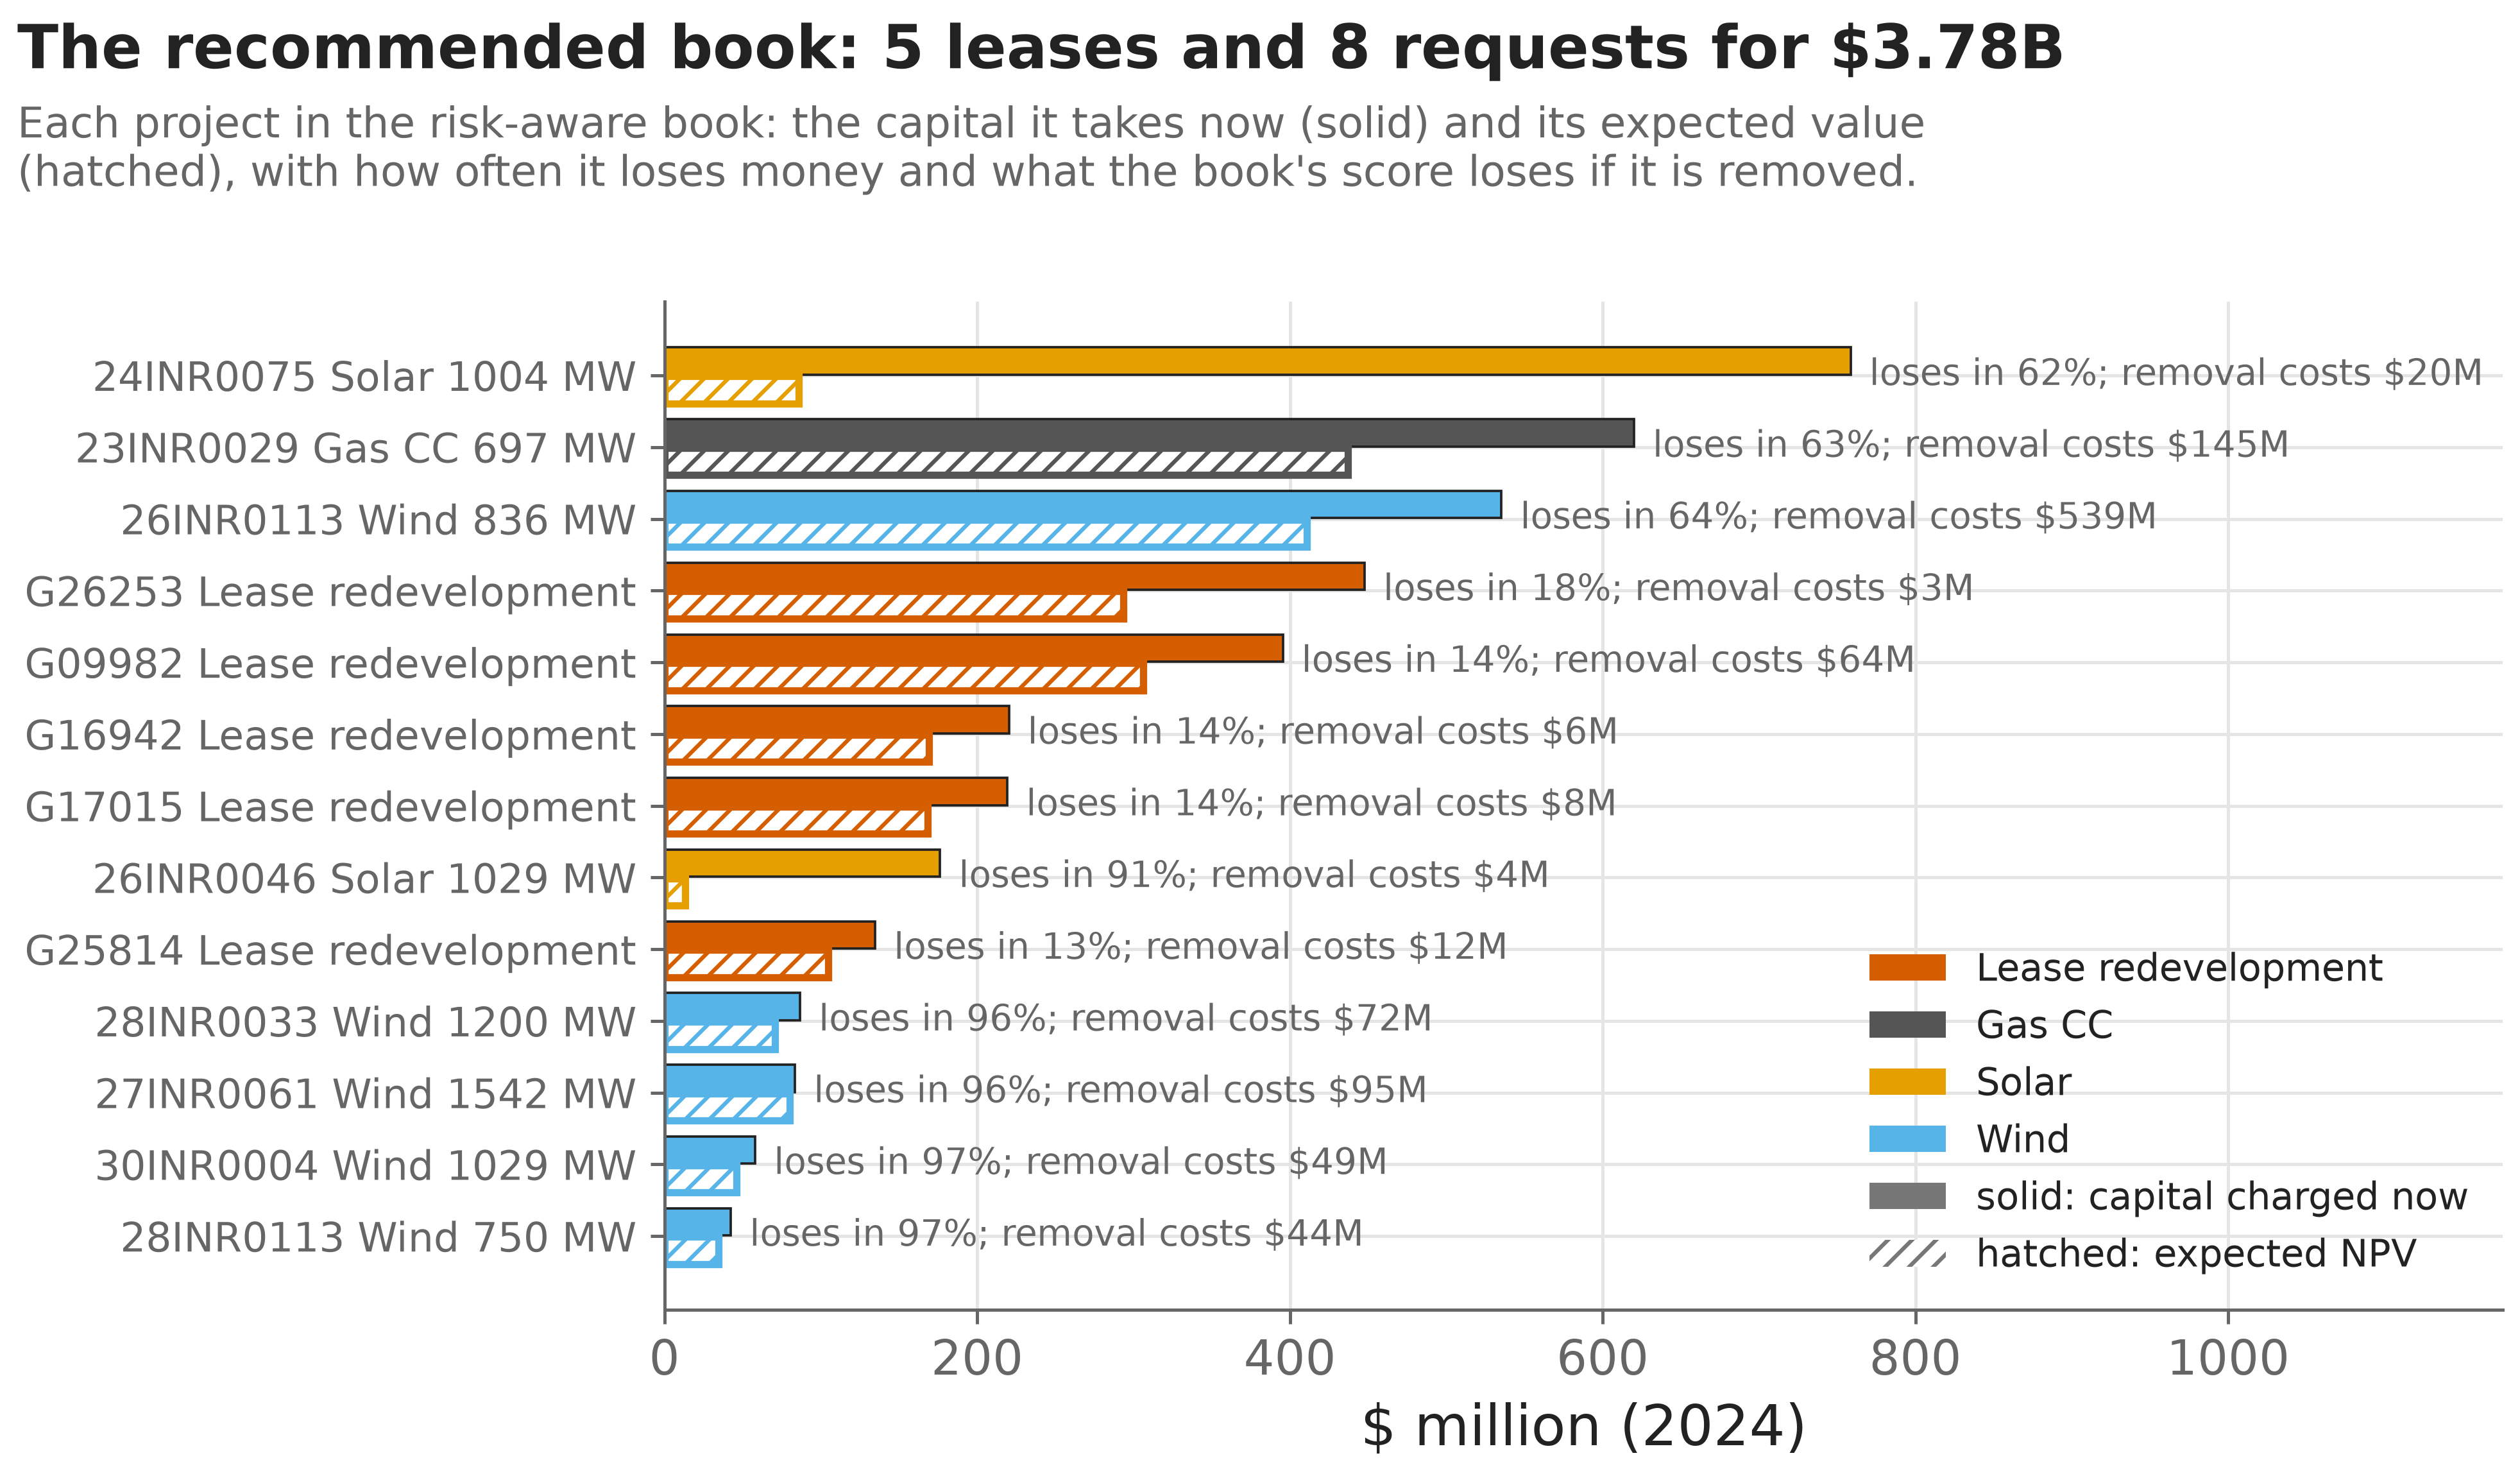 The recommended book: 5 leases and 8 requests for $3.78B
Each project in the risk-aware book: the capital it takes now (solid) and its expected value
(hatched), with how often it loses money and what the book's score loses if it is removed.
24INR0075 Solar 1004 MW loses in 62%; removal costs $20M
23INR0029 Gas CC 697 MW loses in 63%; removal costs $145M
26INR0113 Wind 836 MW loses in 64%; removal costs $539M
G26253 Lease redevelopment loses in 18%; removal costs $3M
G09982 Lease redevelopment loses in 14%; removal costs $64M
G16942 Lease redevelopment loses in 14%; removal costs $6M
G17015 Lease redevelopment loses in 14%; removal costs $8M
26INR0046 Solar 1029 MW loses in 91%; removal costs $4M
G25814 Lease redevelopment loses in 13%; removal costs $12M
28INR0033 Wind 1200 MW loses in 96%; removal costs $72M
27INR0061 Wind 1542 MW loses in 96%; removal costs $95M
30INR0004 Wind 1029 MW loses in 97%; removal costs $49M
28INR0113 Wind 750 MW loses in 97%; removal costs $44M
Lease redevelopment
Gas CC
Solar
Wind
solid: capital charged now
hatched: expected NPV
0 200 400 600 800 1000
$ million (2024)